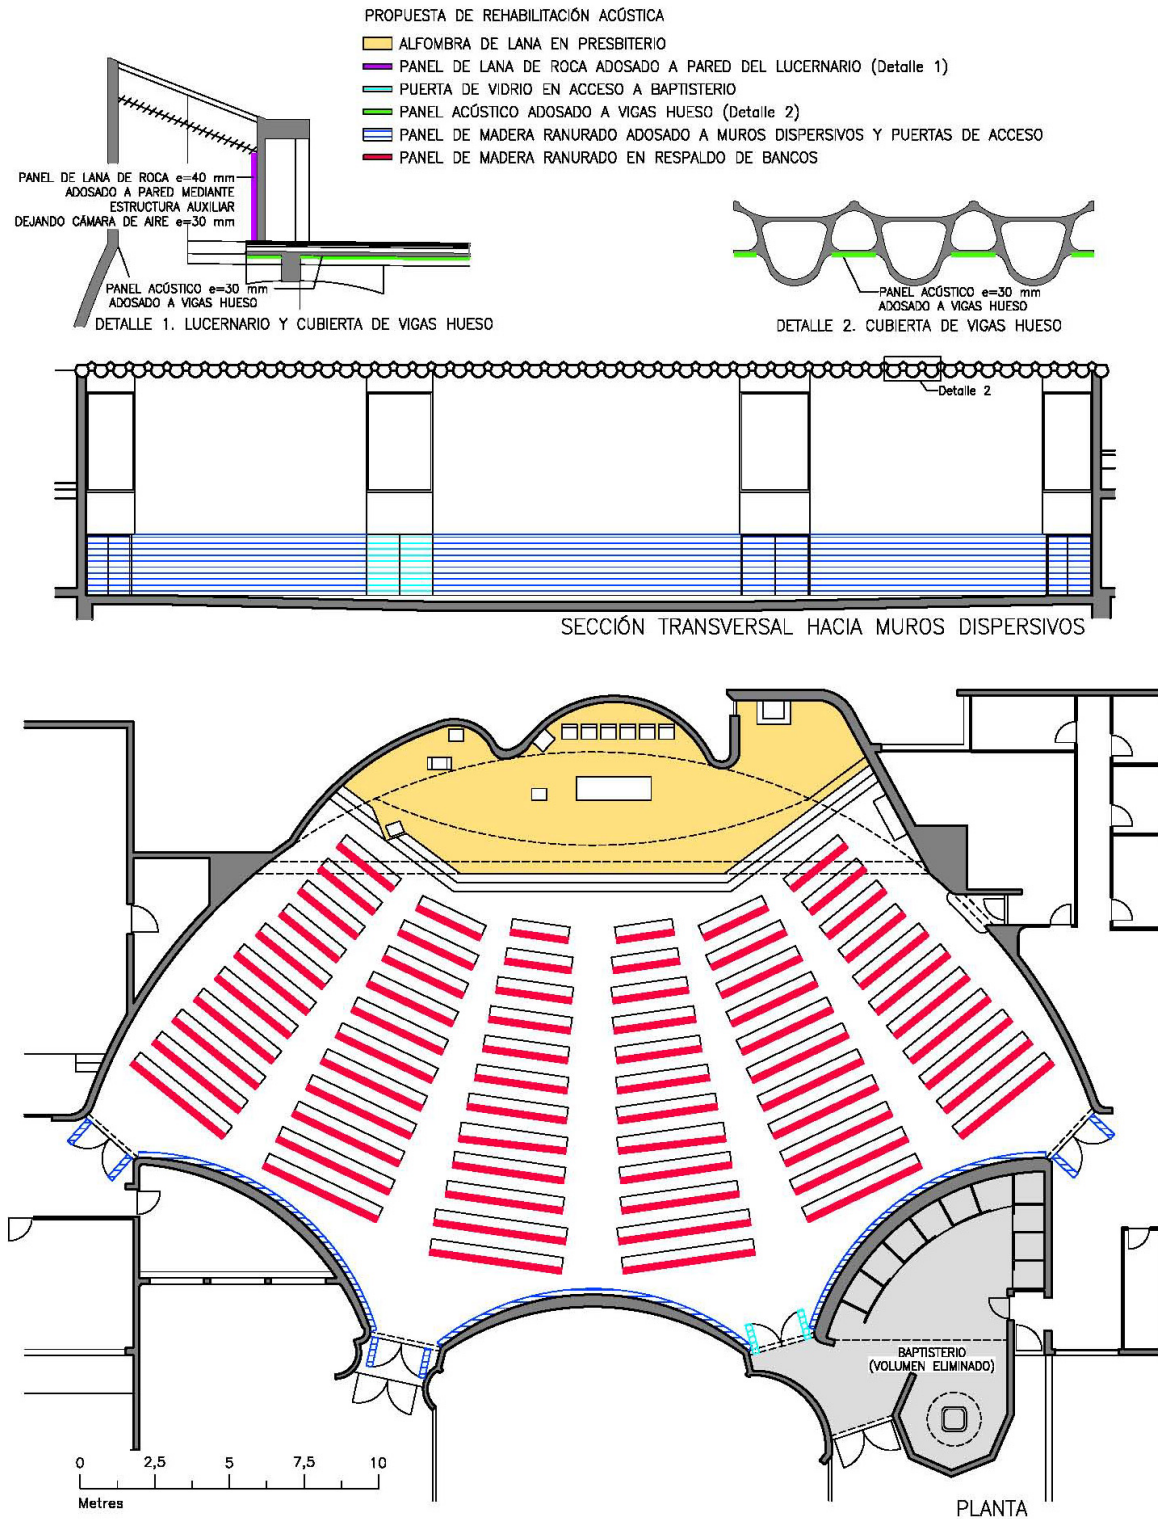 PROPUESTA DE REHABILITACIÓN ACÚSTICA
ALFOMBRA DE LANA EN PRESBITERIO
PANEL DE LANA DE ROCA ADOSADO A PARED DEL LUCERNARIO (Detalle 1)
PUERTA DE VIDRIO EN ACCESO A BAPTISTERIO
PANEL ACÚSTICO ADOSADO A VIGAS HUESO (Detalle 2)
PANEL DE MADERA RANURADO ADOSADO A MUROS DISPERSIVOS Y PUERTAS DE ACCESO
PANEL DE MADERA RANURADO EN RESPALDO DE BANCOS
PANEL DE LANA DE ROCA e=40 mm
ADOSADO A PARED MEDIANTE
ESTRUCTURA AUXILIAR
DEJANDO CÁMARA DE AIRE e=30 mm
PANEL ACÚSTICO e=30 mm
ADOSADO A VIGAS HUESO
DETALLE 1. LUCERNARIO Y CUBIERTA DE VIGAS HUESO
PANEL ACÚSTICO e=30 mm
ADOSADO A VIGAS HUESO
DETALLE 2. CUBIERTA DE VIGAS HUESO
Detalle 2
SECCIÓN TRANSVERSAL HACIA MUROS DISPERSIVOS
BAPTISTERIO
(VOLUMEN ELIMINADO)
0 2,5 5 7,5 10
Metres
PLANTA